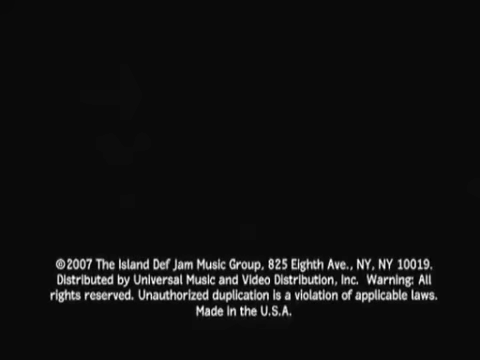 ©2007 The Island Def Jam Music Group, 825 Eighth Ave., NY, NY 10019.
Distributed by Universal Music and Video Distribution, Inc. Warning: All
rights reserved. Unauthorized duplication is a violation of applicable laws.
Made in the U.S.A.